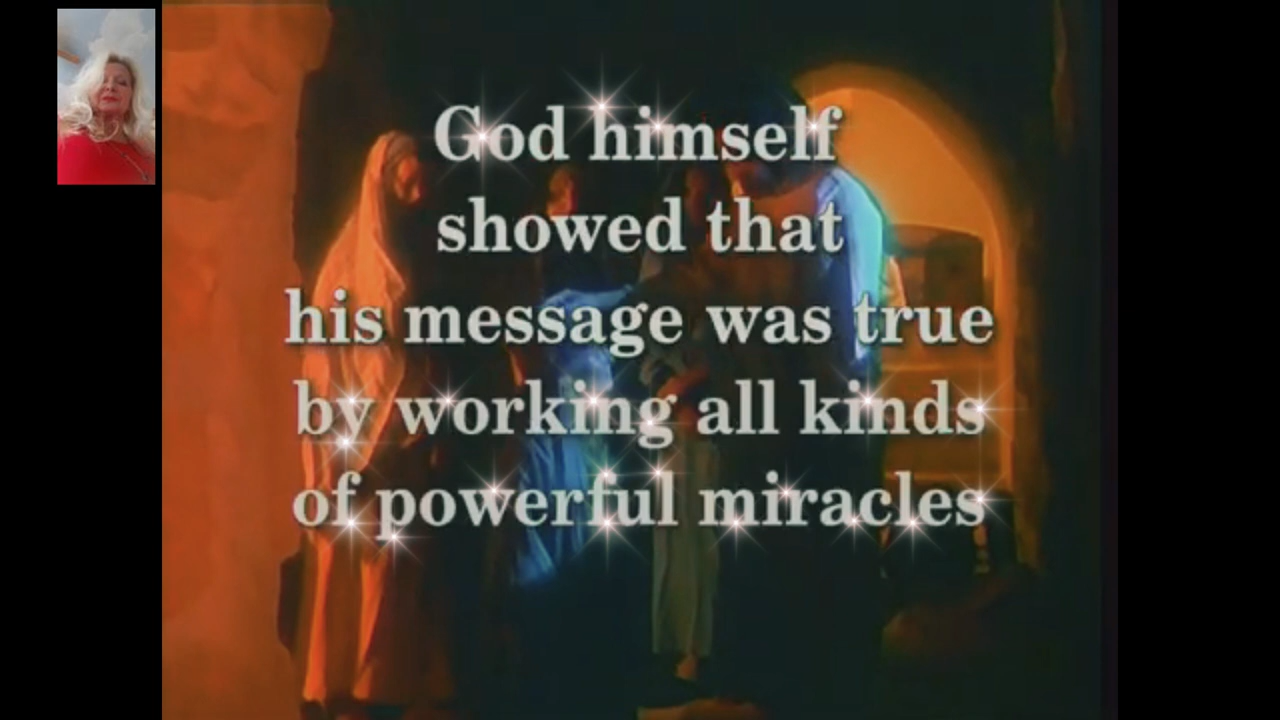 God himself
showed that
his message was true
by working all kinds
of powerful miracles